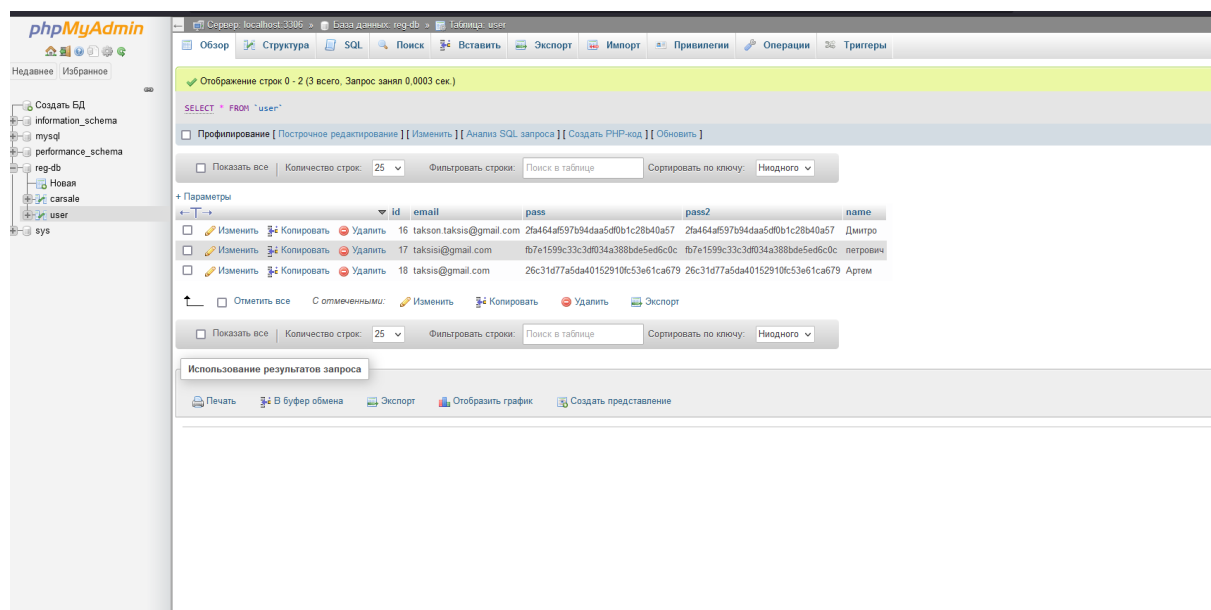 phpMyAdmin
Недавнее Избранное
Создать БД
information_schema
mysql
performance_schema
reg-db
Новая
carsale
user
sys
Сервер: localhost:3306 » База данных: reg-db » Таблица: user
Обзор Структура SQL Поиск Вставить Экспорт Импорт Привилегии Операции Триггеры
Отображение строк 0 - 2 (3 всего, Запрос занял 0,0003 сек.)
SELECT * FROM `user`
Профилирование [ Построчное редактирование ] [ Изменить ] [ Анализ SQL запроса ] [ Создать PHP-код ] [ Обновить ]
Показать все | Количество строк: 25 Фильтровать строки: Поиск в таблице Сортировать по ключу: Ниодного
+ Параметры
←T→ id email pass pass2 name
Изменить Копировать Удалить 16 takson.taksis@gmail.com 2fa464af597b94daa5df0b1c28b40a57 2fa464af597b94daa5df0b1c28b40a57 Дмитро
Изменить Копировать Удалить 17 taksisi@gmail.com fb7e1599c33c3df034a388bde5ed6c0c fb7e1599c33c3df034a388bde5ed6c0c петрович
Изменить Копировать Удалить 18 taksis@gmail.com 26c31d77a5da40152910fc53e61ca679 26c31d77a5da40152910fc53e61ca679 Артем
Отметить все С отмеченными: Изменить Копировать Удалить Экспорт
Показать все | Количество строк: 25 Фильтровать строки: Поиск в таблице Сортировать по ключу: Ниодного
Использование результатов запроса
Печать В буфер обмена Экспорт Отобразить график Создать представление